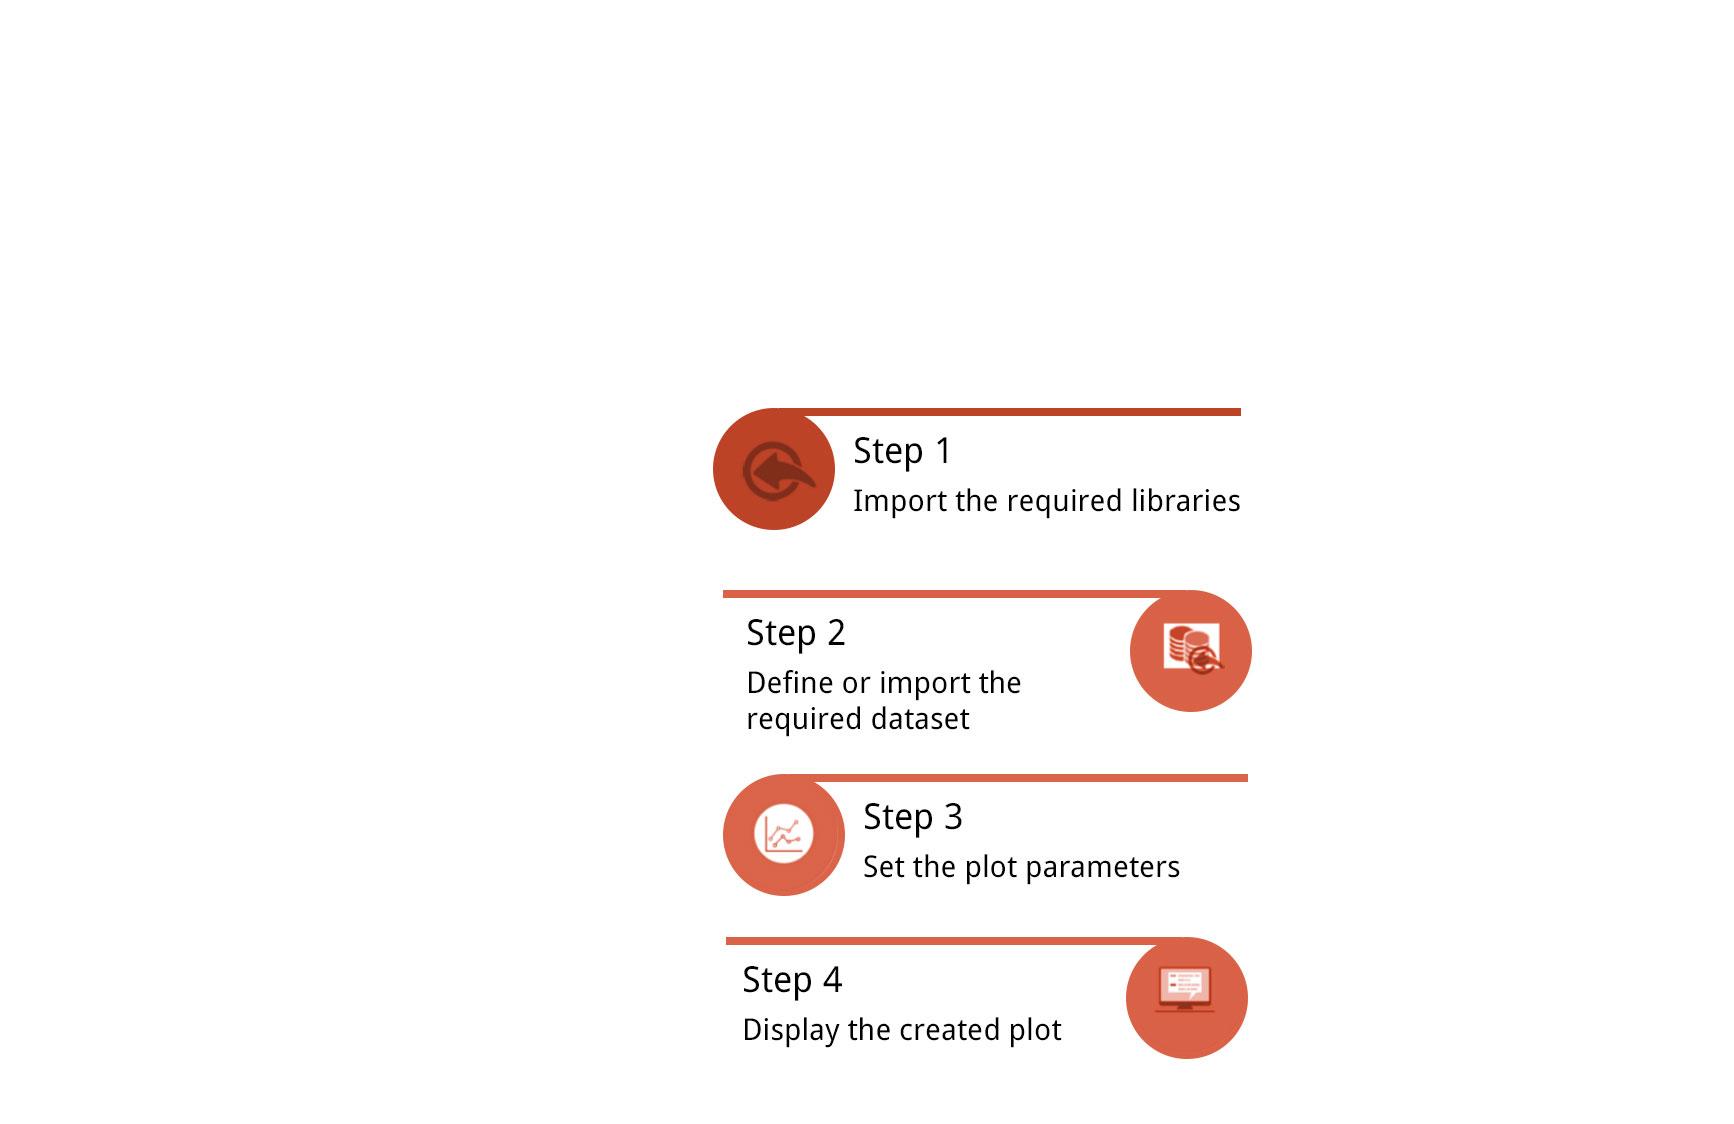 Step 1
Import the required libraries
Step 2
Define or import the
required dataset
Step 3
Set the plot parameters
Step 4
Display the created plot